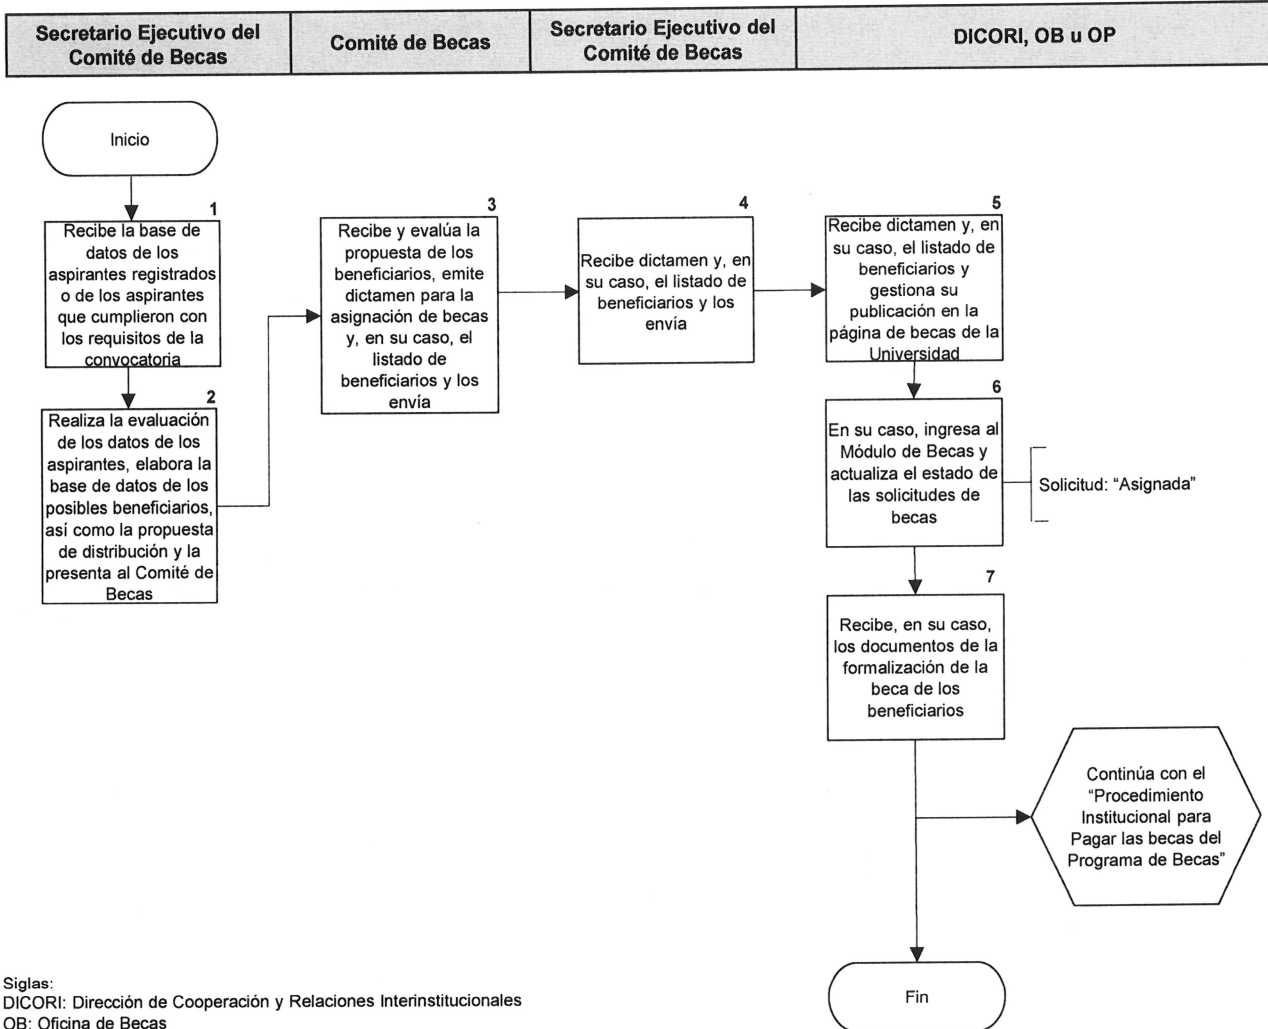 Secretario Ejecutivo del
Comité de Becas
Comité de Becas
Secretario Ejecutivo del
Comité de Becas
DICORI, OB u OP
Inicio
1
Recibe la base de
datos de los
aspirantes registrados
o de los aspirantes
que cumplieron con
los requisitos de la
convocatoria
2
Realiza la evaluación
de los datos de los
aspirantes, elabora la
base de datos de los
posibles beneficiarios,
así como la propuesta
de distribución y la
presenta al Comité de
Becas
3
Recibe y evalúa la
propuesta de los
beneficiarios, emite
dictamen para la
asignación de becas
y, en su caso, el
listado de
beneficiarios y los
envía
4
Recibe dictamen y, en
su caso, el listado de
beneficiarios y los
envía
5
Recibe dictamen y, en
su caso, el listado de
beneficiarios y
gestiona su
publicación en la
página de becas de la
Universidad
6
En su caso, ingresa al
Módulo de Becas y
actualiza el estado de
las solicitudes de
becas
Solicitud: “Asignada”
7
Recibe, en su caso,
los documentos de la
formalización de la
beca de los
beneficiarios
Continúa con el
“Procedimiento
Institucional para
Pagar las becas del
Programa de Becas”
Fin
Siglas:
DICORI: Dirección de Cooperación y Relaciones Interinstitucionales
OB: Oficina de Becas